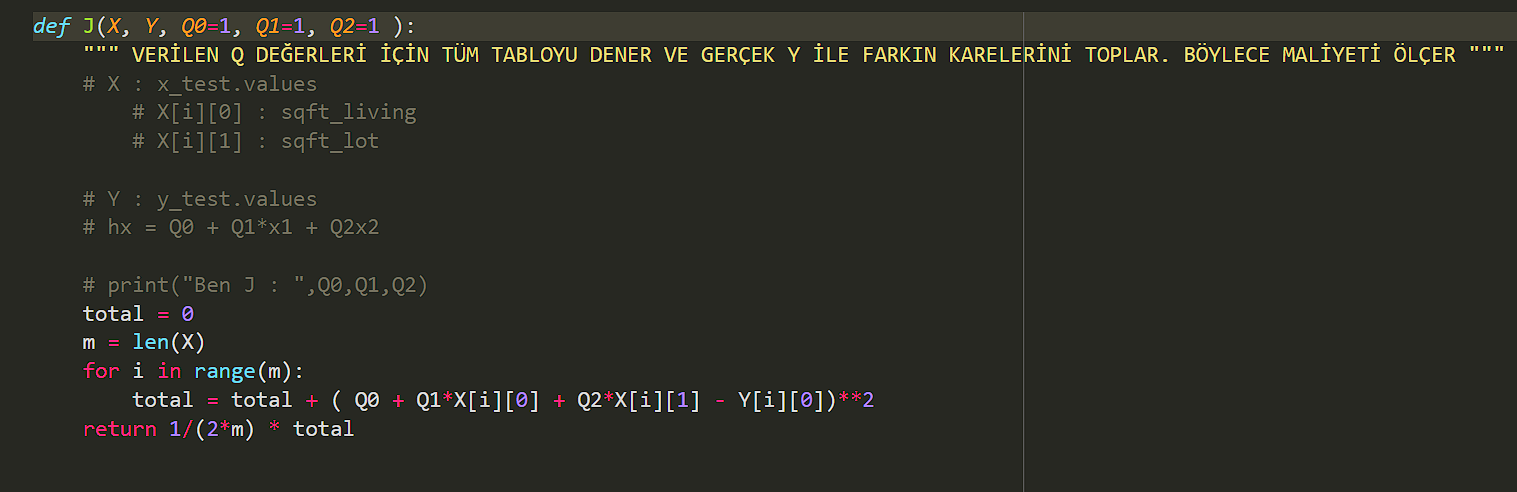 def J(X, Y, Q0=1, Q1=1, Q2=1 ):
    """ VERİLEN Q DEĞERLERİ İÇİN TÜM TABLOYU DENER VE GERÇEK Y İLE FARKIN KARELERİNİ TOPLAR. BÖYLECE MALİYETİ ÖLÇER """
    # X : x_test.values
        # X[i][0] : sqft_living
        # X[i][1] : sqft_lot
    # Y : y_test.values
    # hx = Q0 + Q1*x1 + Q2x2
    # print("Ben J : ",Q0,Q1,Q2)
    total = 0
    m = len(X)
    for i in range(m):
        total = total + ( Q0 + Q1*X[i][0] + Q2*X[i][1] - Y[i][0])**2
    return 1/(2*m) * total